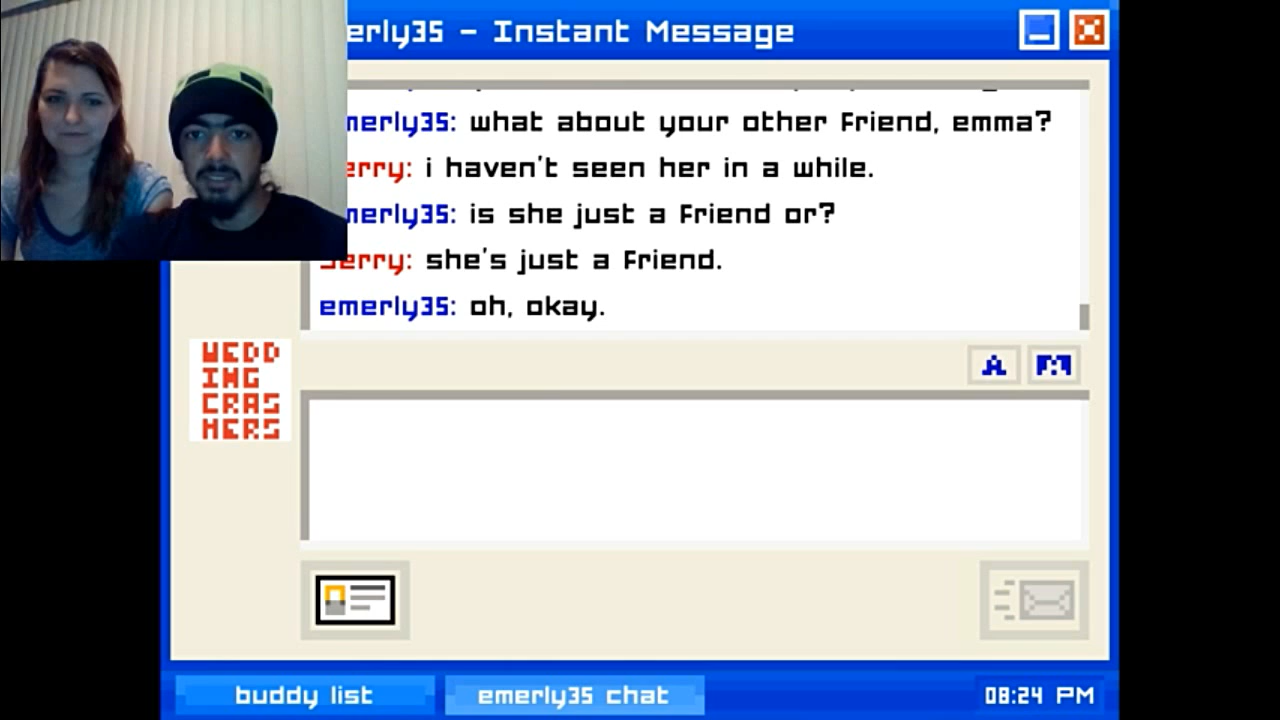 erly35 - Instant Message
merly35: what about your other friend, emma?
erry: i haven't seen her in a while.
merly35: is she just a friend or?
Jerry: she's just a friend.
emerly35: oh, okay.
WEDD
ING
CRAS
HERS
A
buddy list
emerly35 chat
08:24 PM